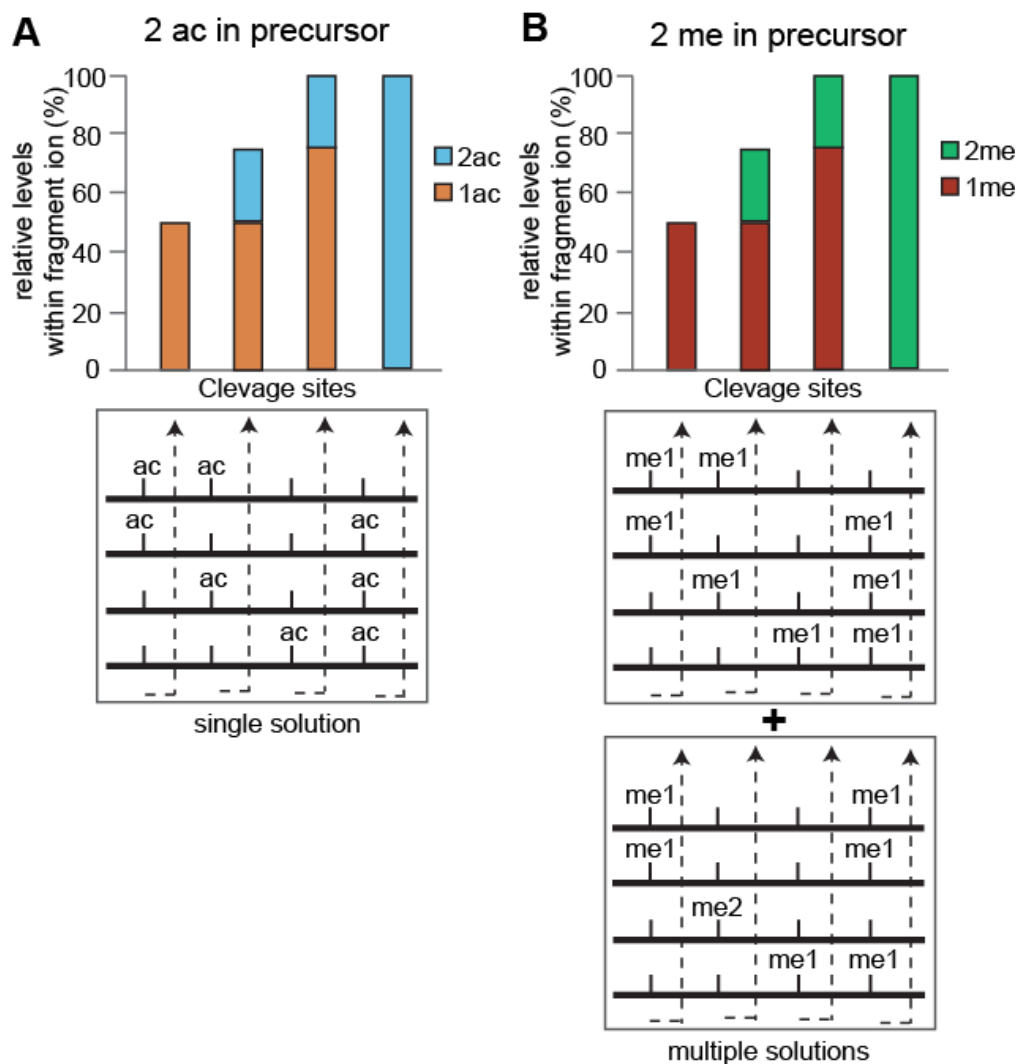 A
2 ac in precursor
relative levels
within fragment ion (%)
100
80
60
40
20
0
2ac
1ac
Clevage sites
ac ac
ac ac
ac ac
ac ac
single solution
B
2 me in precursor
relative levels
within fragment ion (%)
100
80
60
40
20
0
2me
1me
Clevage sites
me1 me1
me1 me1
me1 me1
me1 me1
+
me1 me1
me1 me1
me2
me1 me1
multiple solutions